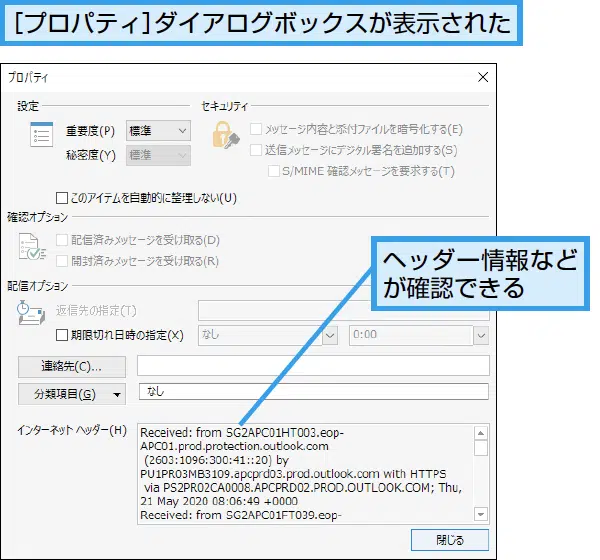 [プロパティ]ダイアログボックスが表示された
プロパティ
設定
セキュリティ
重要度(P)
標準
メッセージ内容と添付ファイルを暗号化する(E)
秘密度(Y)
標準
送信メッセージにデジタル署名を追加する(S)
S/MIME 確認メッセージを要求する(T)
このアイテムを自動的に整理しない(U)
確認オプション
配信済みメッセージを受け取る(D)
開封済みメッセージを受け取る(R)
ヘッダー情報など
が確認できる
配信オプション
返信先の指定(T)
期限切れ日時の指定(X)
なし
0:00
連絡先(C)...
分類項目(G)
なし
インターネット ヘッダー(H)
Received: from SG2APC01HT003.eop-
APC01.prod.protection.outlook.com
(2603:1096:300:41::20) by
PU1PR03MB3109.apcprd03.prod.outlook.com with HTTPS
via PS2PR02CA0008.APCPRD02.PROD.OUTLOOK.COM; Thu,
21 May 2020 08:06:49 +0000
Received: from SG2APC01FT039.eop-
閉じる